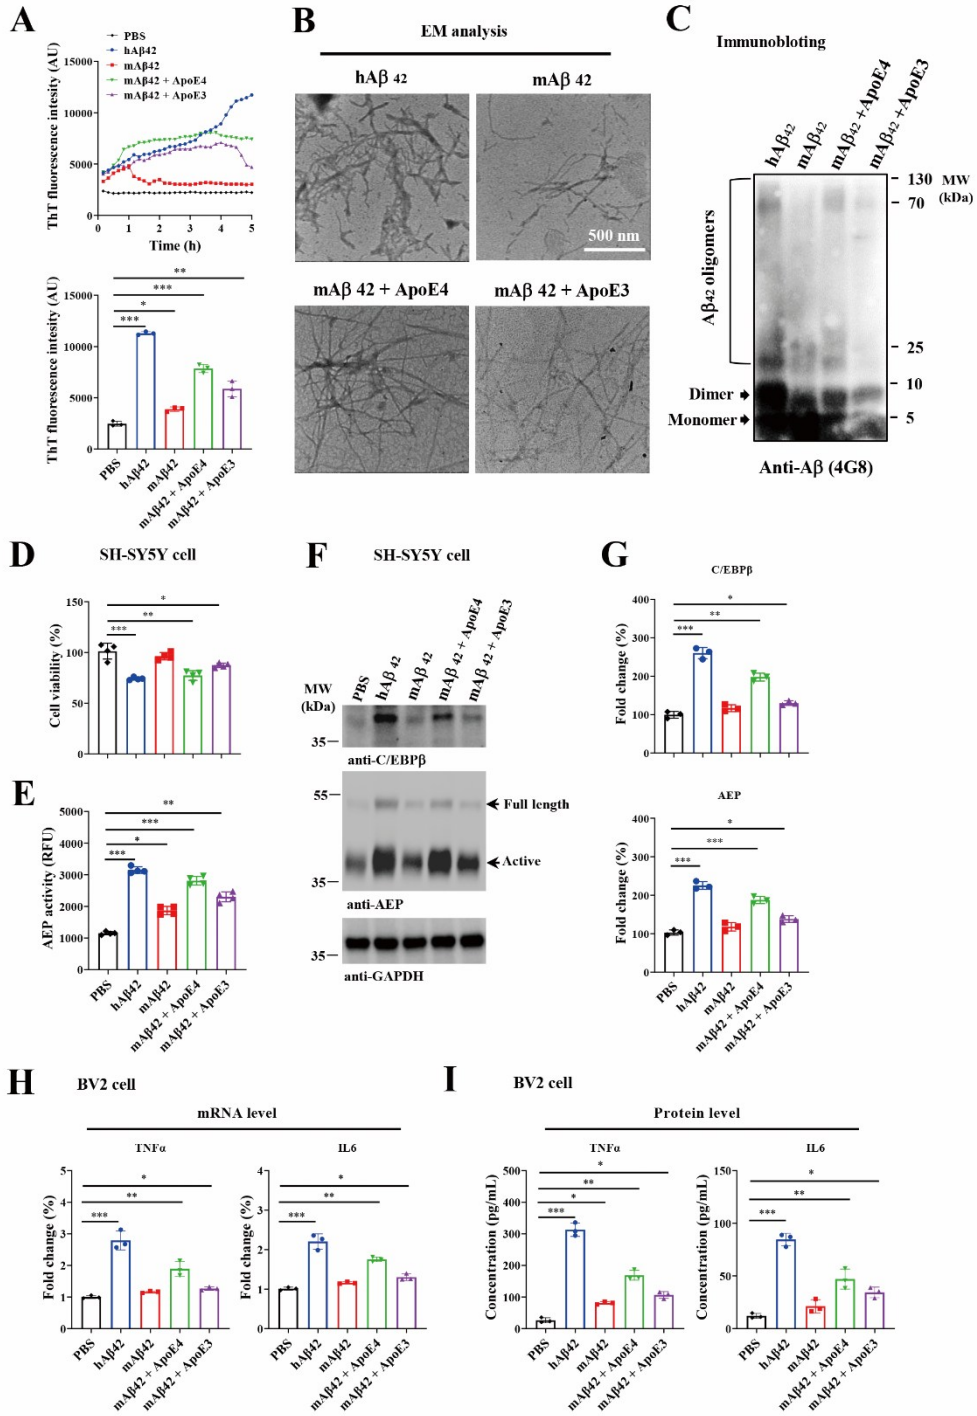 A
PBS
hAβ42
mAβ42
mAβ42 + ApoE4
mAβ42 + ApoE3
ThT fluorescence intesity (AU)
15000
10000
5000
0
0 1 2 3 4 5
Time (h)
ThT fluorescence intesity (AU)
15000
10000
5000
0
**
***
*
***
PBS
hAβ42
mAβ42
mAβ42 + ApoE4
mAβ42 + ApoE3
B
EM analysis
hAβ 42
mAβ 42
500 nm
mAβ 42 + ApoE4
mAβ 42 + ApoE3
C
Immunobloting
hAβ42
mAβ42
mAβ42 +ApoE4
mAβ42 +ApoE3
130 MW
70 (kDa)
25
10
5
Aβ42 oligomers
Dimer
Monomer
Anti-Aβ (4G8)
D
SH-SY5Y cell
Cell viability (%)
150
100
50
0
*
**
***
E
AEP activity (RFU)
5000
4000
3000
2000
1000
0
**
***
*
***
PBS
hAβ42
mAβ42
mAβ42 + ApoE4
mAβ42 + ApoE3
F
SH-SY5Y cell
PBS
hAβ 42
mAβ 42
mAβ 42 + ApoE4
mAβ 42 + ApoE3
MW
(kDa)
35
anti-C/EBPβ
55
Full length
Active
35
anti-AEP
35
anti-GAPDH
G
C/EBPβ
Fold change (%)
400
300
200
100
0
*
**
***
AEP
Fold change (%)
400
300
200
100
0
*
***
***
PBS
hAβ42
mAβ42
mAβ42 + ApoE4
mAβ42 + ApoE3
H
BV2 cell
mRNA level
TNFα
Fold change (%)
5
4
3
2
1
0
*
**
***
PBS
hAβ42
mAβ42
mAβ42 + ApoE4
mAβ42 + ApoE3
IL6
Fold change (%)
4
3
2
1
0
*
**
***
PBS
hAβ42
mAβ42
mAβ42 + ApoE4
mAβ42 + ApoE3
I
BV2 cell
Protein level
TNFα
Concentration (pg/mL)
500
400
300
200
100
0
*
**
*
***
PBS
hAβ42
mAβ42
mAβ42 + ApoE4
mAβ42 + ApoE3
IL6
Concentration (pg/mL)
150
100
50
0
*
**
***
PBS
hAβ42
mAβ42
mAβ42 + ApoE4
mAβ42 + ApoE3